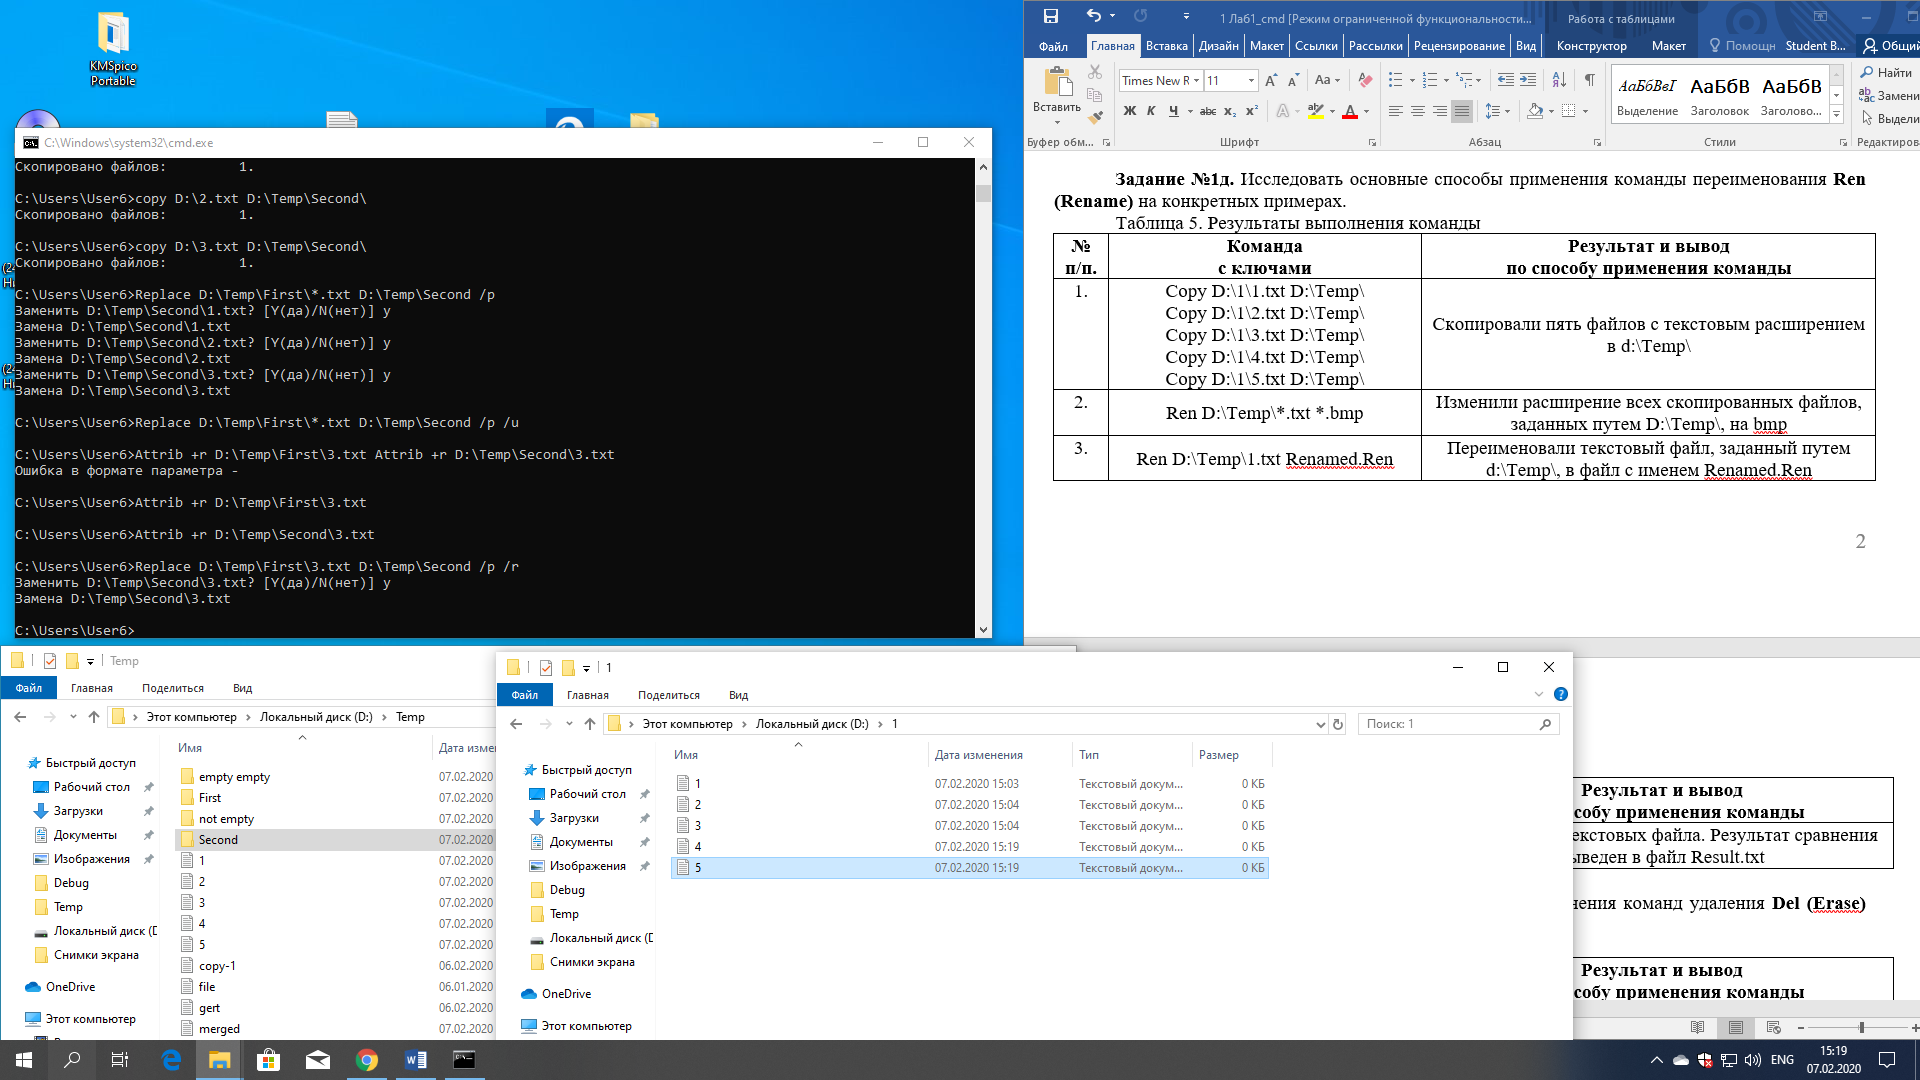 KMSpico
Portable
C:\Windows\system32\cmd.exe
Скопировано файлов:         1.
C:\Users\User6>copy D:\2.txt D:\Temp\Second\
Скопировано файлов:         1.
C:\Users\User6>copy D:\3.txt D:\Temp\Second\
Скопировано файлов:         1.
C:\Users\User6>Replace D:\Temp\First\*.txt D:\Temp\Second /p
Заменить D:\Temp\Second\1.txt? [Y(да)/N(нет)] y
Замена D:\Temp\Second\1.txt
Заменить D:\Temp\Second\2.txt? [Y(да)/N(нет)] y
Замена D:\Temp\Second\2.txt
Заменить D:\Temp\Second\3.txt? [Y(да)/N(нет)] y
Замена D:\Temp\Second\3.txt
C:\Users\User6>Replace D:\Temp\First\*.txt D:\Temp\Second /p /u
C:\Users\User6>Attrib +r D:\Temp\First\3.txt Attrib +r D:\Temp\Second\3.txt
Ошибка в формате параметра -
C:\Users\User6>Attrib +r D:\Temp\First\3.txt
C:\Users\User6>Attrib +r D:\Temp\Second\3.txt
C:\Users\User6>Replace D:\Temp\First\3.txt D:\Temp\Second /p /r
Заменить D:\Temp\Second\3.txt? [Y(да)/N(нет)] y
Замена D:\Temp\Second\3.txt
C:\Users\User6>
1 Лаб1_cmd [Режим ограниченной функциональности...
Работа с таблицами
Файл Главная Вставка Дизайн Макет Ссылки Рассылки Рецензирование Вид Конструктор Макет Помощн Student B... Общий
Вставить
Times New R 11
Ж К Ч abc x₂ x²
АаБбВвІ АаБбВ АаБбВ
Выделение Заголовок Заголово...
Найти
Замени
Выдели
Буфер обм... Шрифт Абзац Стили Редактиров
Задание №1д. Исследовать основные способы применения команды переименования Ren
(Rename) на конкретных примерах.
Таблица 5. Результаты выполнения команды
№ п/п. Команда с ключами Результат и вывод по способу применения команды
1.
Copy D:\1\1.txt D:\Temp\
Copy D:\1\2.txt D:\Temp\
Copy D:\1\3.txt D:\Temp\
Copy D:\1\4.txt D:\Temp\
Copy D:\1\5.txt D:\Temp\
Скопировали пять файлов с текстовым расширением
в d:\Temp\
2.
Ren D:\Temp\*.txt *.bmp
Изменили расширение всех скопированных файлов,
заданных путем D:\Temp\, на bmp
3.
Ren D:\Temp\1.txt Renamed.Ren
Переименовали текстовый файл, заданный путем
d:\Temp\, в файл с именем Renamed.Ren
2
Результат и вывод
собу применения команды
екстовых файла. Результат сравнения
ыведен в файл Result.txt
нения команд удаления Del (Erase)
Результат и вывод
собу применения команды
Temp
Файл Главная Поделиться Вид
Этот компьютер Локальный диск (D:) Temp
Имя Дата изме
Быстрый доступ
Рабочий стол
Загрузки
Документы
Изображения
Debug
Temp
Локальный диск (D
Снимки экрана
OneDrive
Этот компьютер
empty empty 07.02.2020
First 07.02.2020
not empty 07.02.2020
Second 07.02.2020
1 07.02.2020
2 07.02.2020
3 07.02.2020
4 07.02.2020
5 07.02.2020
copy-1 06.02.2020
file 06.01.2020
gert 06.02.2020
merged 07.02.2020
1
Файл Главная Поделиться Вид
Этот компьютер Локальный диск (D:) 1
Поиск: 1
Быстрый доступ
Рабочий стол
Загрузки
Документы
Изображения
Debug
Temp
Локальный диск (D
Снимки экрана
OneDrive
Этот компьютер
Имя Дата изменения Тип Размер
1 07.02.2020 15:03 Текстовый докум... 0 КБ
2 07.02.2020 15:04 Текстовый докум... 0 КБ
3 07.02.2020 15:04 Текстовый докум... 0 КБ
4 07.02.2020 15:19 Текстовый докум... 0 КБ
5 07.02.2020 15:19 Текстовый докум... 0 КБ
ENG
15:19
07.02.2020